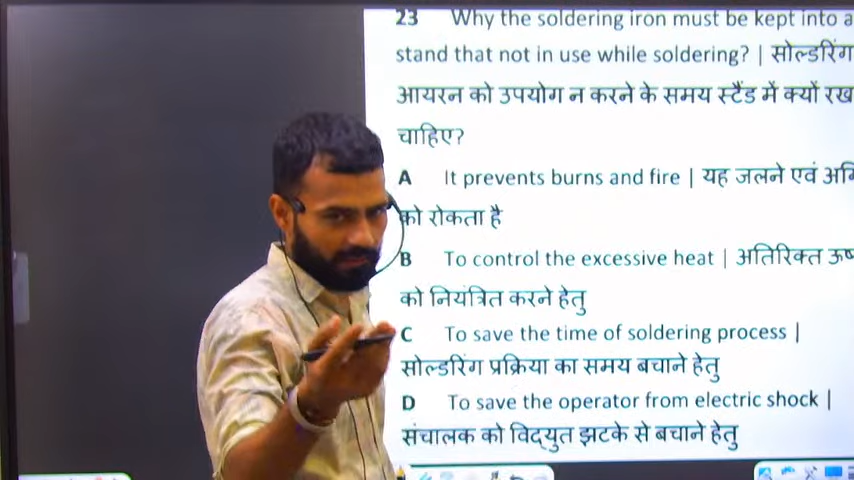 23 Why the soldering iron must be kept into a
stand that not in use while soldering? | सोल्डरिंग
आयरन को उपयोग न करने के समय स्टैंड में क्यों रख
चाहिए?
A It prevents burns and fire | यह जलने एवं
को रोकता है
B To control the excessive heat | अतिरिक्त
को नियंत्रित करने हेतु
C To save the time of soldering process |
सोल्डरिंग प्रक्रिया का समय बचाने हेतु
D To save the operator from electric shock |
संचालक को विद्युत झटके से बचाने हेतु